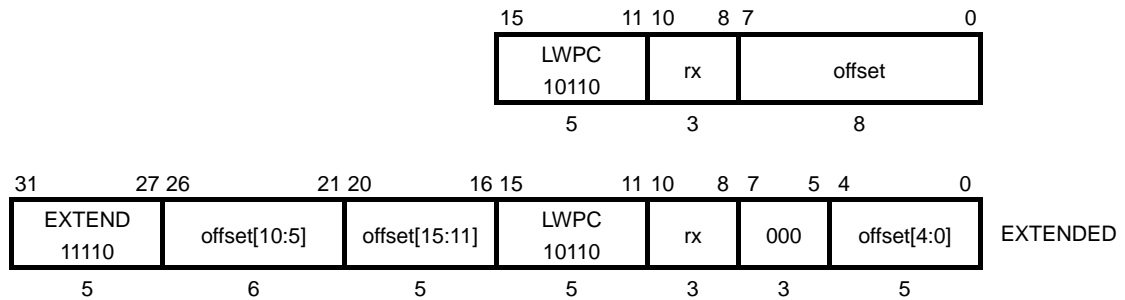 15 11 10 8 7 0
LWPC
10110
rx
offset
5 3 8
31 27 26 21 20 16 15 11 10 8 7 5 4 0
EXTEND
11110
offset[10:5]
offset[15:11]
LWPC
10110
rx
000
offset[4:0]
EXTENDED
5 6 5 5 3 3 5